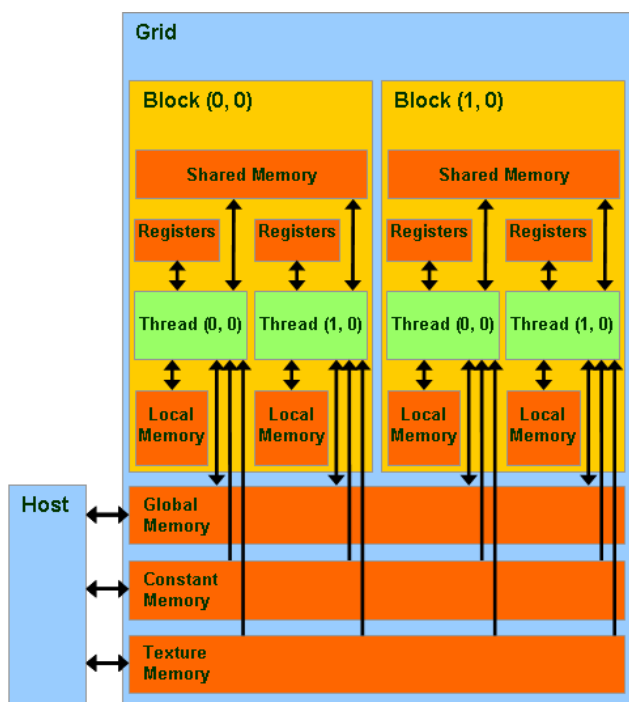 Grid
Block (0, 0)
Block (1, 0)
Shared Memory
Shared Memory
Registers
Registers
Registers
Registers
Thread (0, 0)
Thread (1, 0)
Thread (0, 0)
Thread (1, 0)
Local
Memory
Local
Memory
Local
Memory
Local
Memory
Host
Global
Memory
Constant
Memory
Texture
Memory